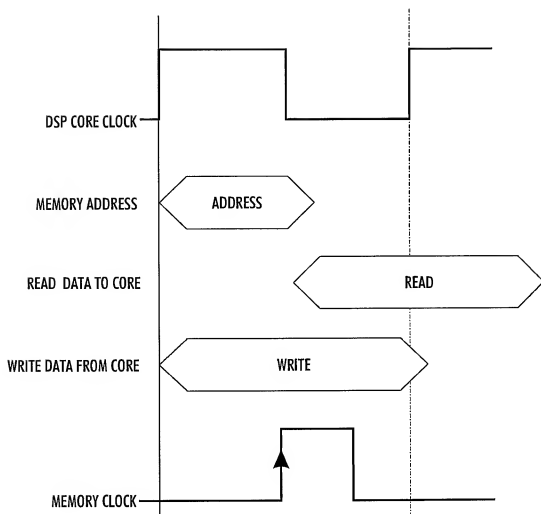 DSP CORE CLOCK
MEMORY ADDRESS
ADDRESS
READ DATA TO CORE
READ
WRITE DATA FROM CORE
WRITE
MEMORY CLOCK